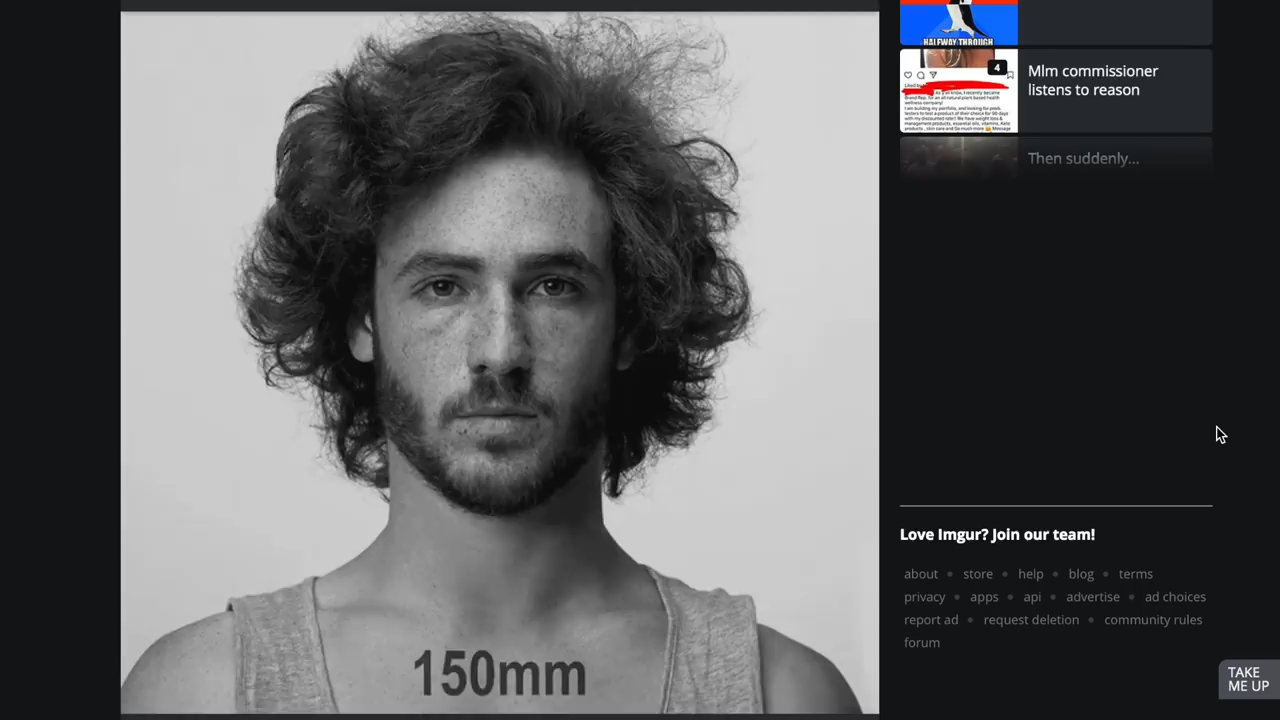 150mm
HALFWAY THROUGH
4
Mlm commissioner
listens to reason
Then suddenly...
Love Imgur? Join our team!
about • store • help • blog • terms
privacy • apps • api • advertise • ad choices
report ad • request deletion • community rules
forum
TAKE
ME UP